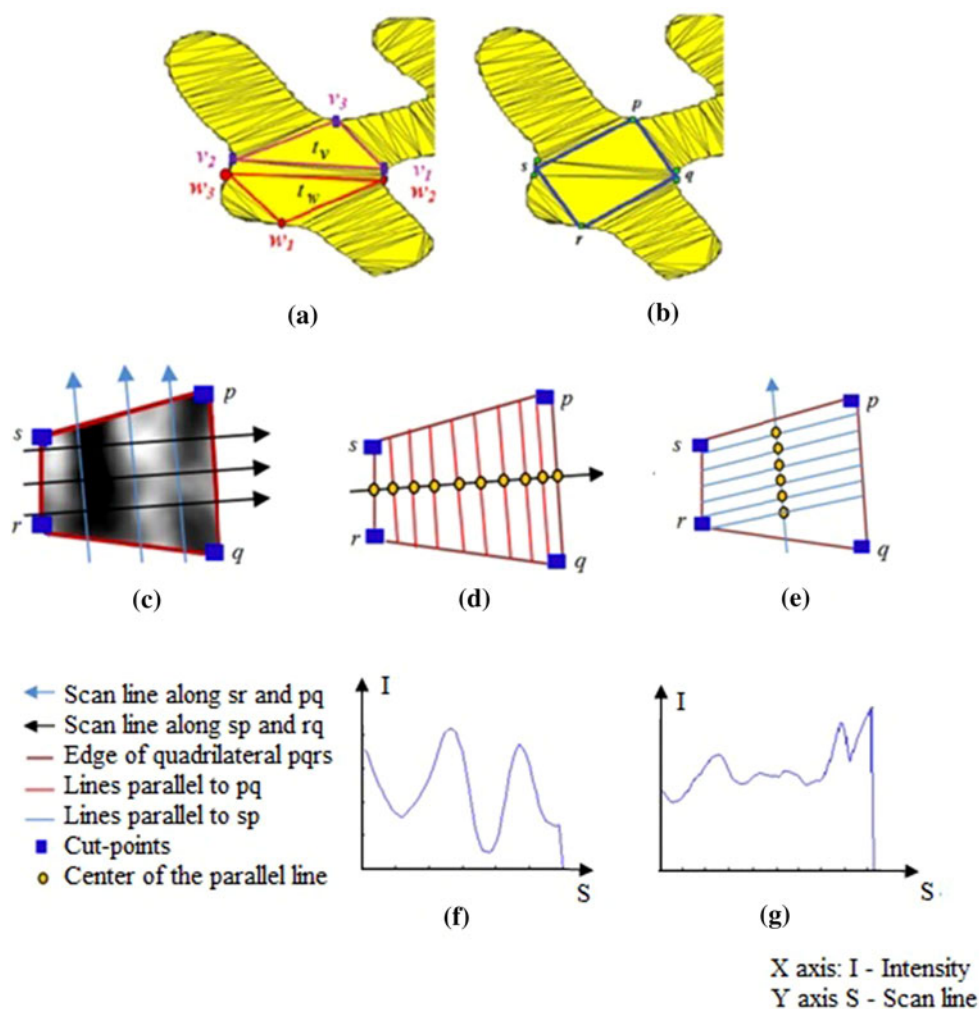 v3
tv
v2
v1
w3
tw
w2
w1
(a)
p
s
q
r
(b)
p
s
r
q
(c)
p
s
r
q
(d)
p
s
r
q
(e)
Scan line along sr and pq
Scan line along sp and rq
Edge of quadrilateral pqrs
Lines parallel to pq
Lines parallel to sp
Cut-points
Center of the parallel line
I
S
(f)
I
S
(g)
X axis: I - Intensity
Y axis S - Scan line